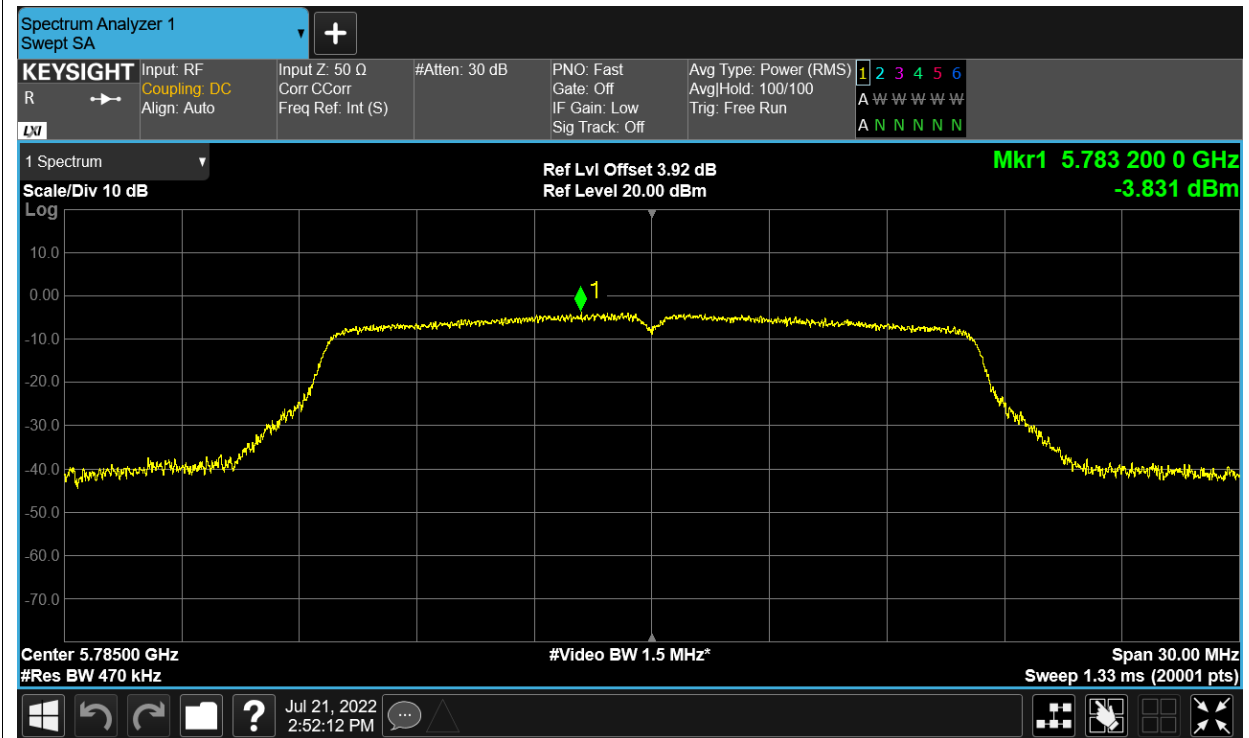 Spectrum Analyzer 1
Swept SA
+
KEYSIGHT
R
LXI
Input: RF
Coupling: DC
Align: Auto
Input Z: 50 Ω
Corr CCorr
Freq Ref: Int (S)
#Atten: 30 dB
PNO: Fast
Gate: Off
IF Gain: Low
Sig Track: Off
Avg Type: Power (RMS)
Avg|Hold: 100/100
Trig: Free Run
1 2 3 4 5 6
A W W W W W
A N N N N N
1 Spectrum
Scale/Div 10 dB
Ref Lvl Offset 3.92 dB
Ref Level 20.00 dBm
Mkr1 5.783 200 0 GHz
-3.831 dBm
Log
10.0
0.00
-10.0
-20.0
-30.0
-40.0
-50.0
-60.0
-70.0
1
Center 5.78500 GHz
#Video BW 1.5 MHz*
Span 30.00 MHz
#Res BW 470 kHz
Sweep 1.33 ms (20001 pts)
?
Jul 21, 2022
2:52:12 PM